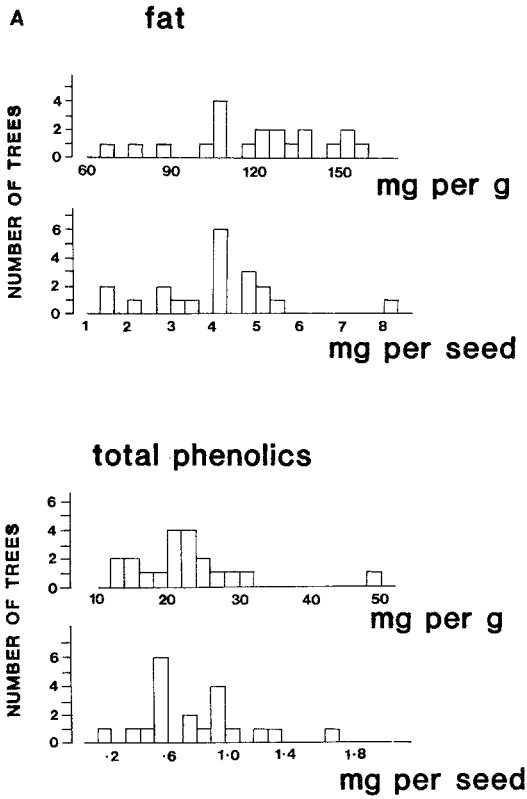 A
fat
NUMBER OF TREES
4
2
0
60 90 120 150
mg per g
6
4
2
0
1 2 3 4 5 6 7 8
mg per seed
total phenolics
NUMBER OF TREES
6
4
2
0
10 20 30 40 50
mg per g
6
4
2
0
·2 ·6 1·0 1·4 1·8
mg per seed